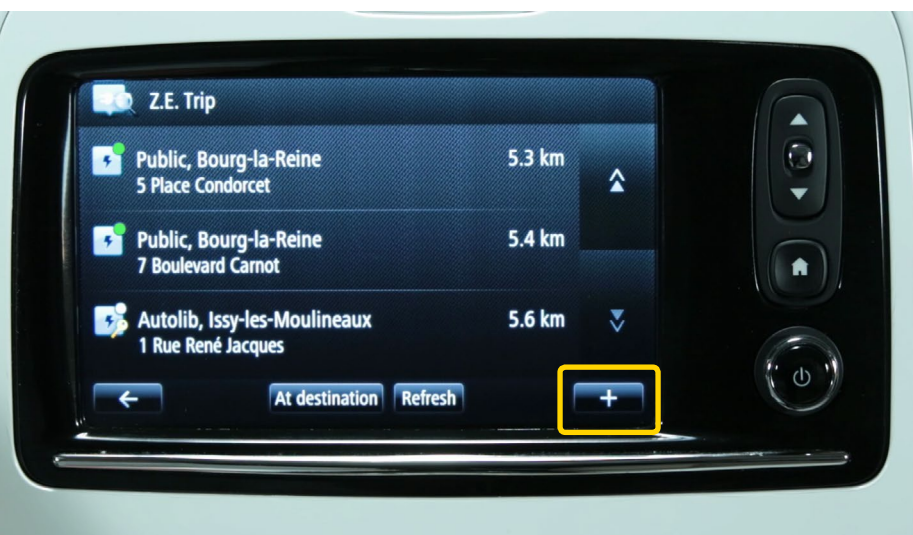 Z.E. Trip
Public, Bourg-la-Reine 5.3 km
5 Place Condorcet
Public, Bourg-la-Reine 5.4 km
7 Boulevard Carnot
Autolib, Issy-les-Moulineaux 5.6 km
1 Rue René Jacques
At destination Refresh +